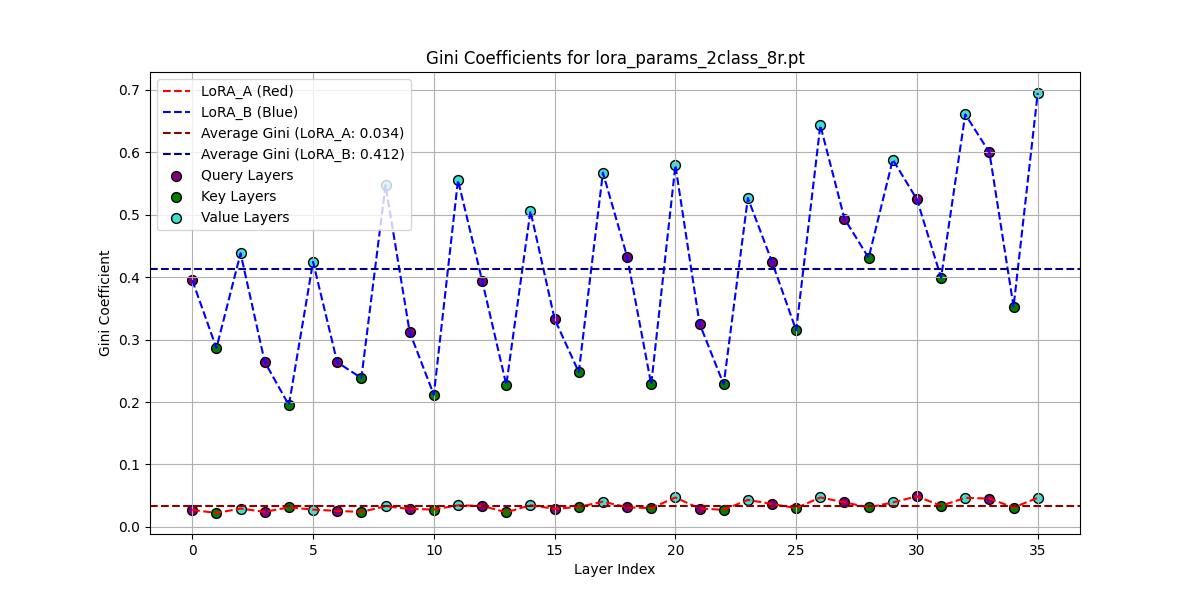 Gini Coefficients for lora_params_2class_8r.pt
LoRA_A (Red)
LoRA_B (Blue)
Average Gini (LoRA_A: 0.034)
Average Gini (LoRA_B: 0.412)
Query Layers
Key Layers
Value Layers
Gini Coefficient
0.7
0.6
0.5
0.4
0.3
0.2
0.1
0.0
0 5 10 15 20 25 30 35
Layer Index